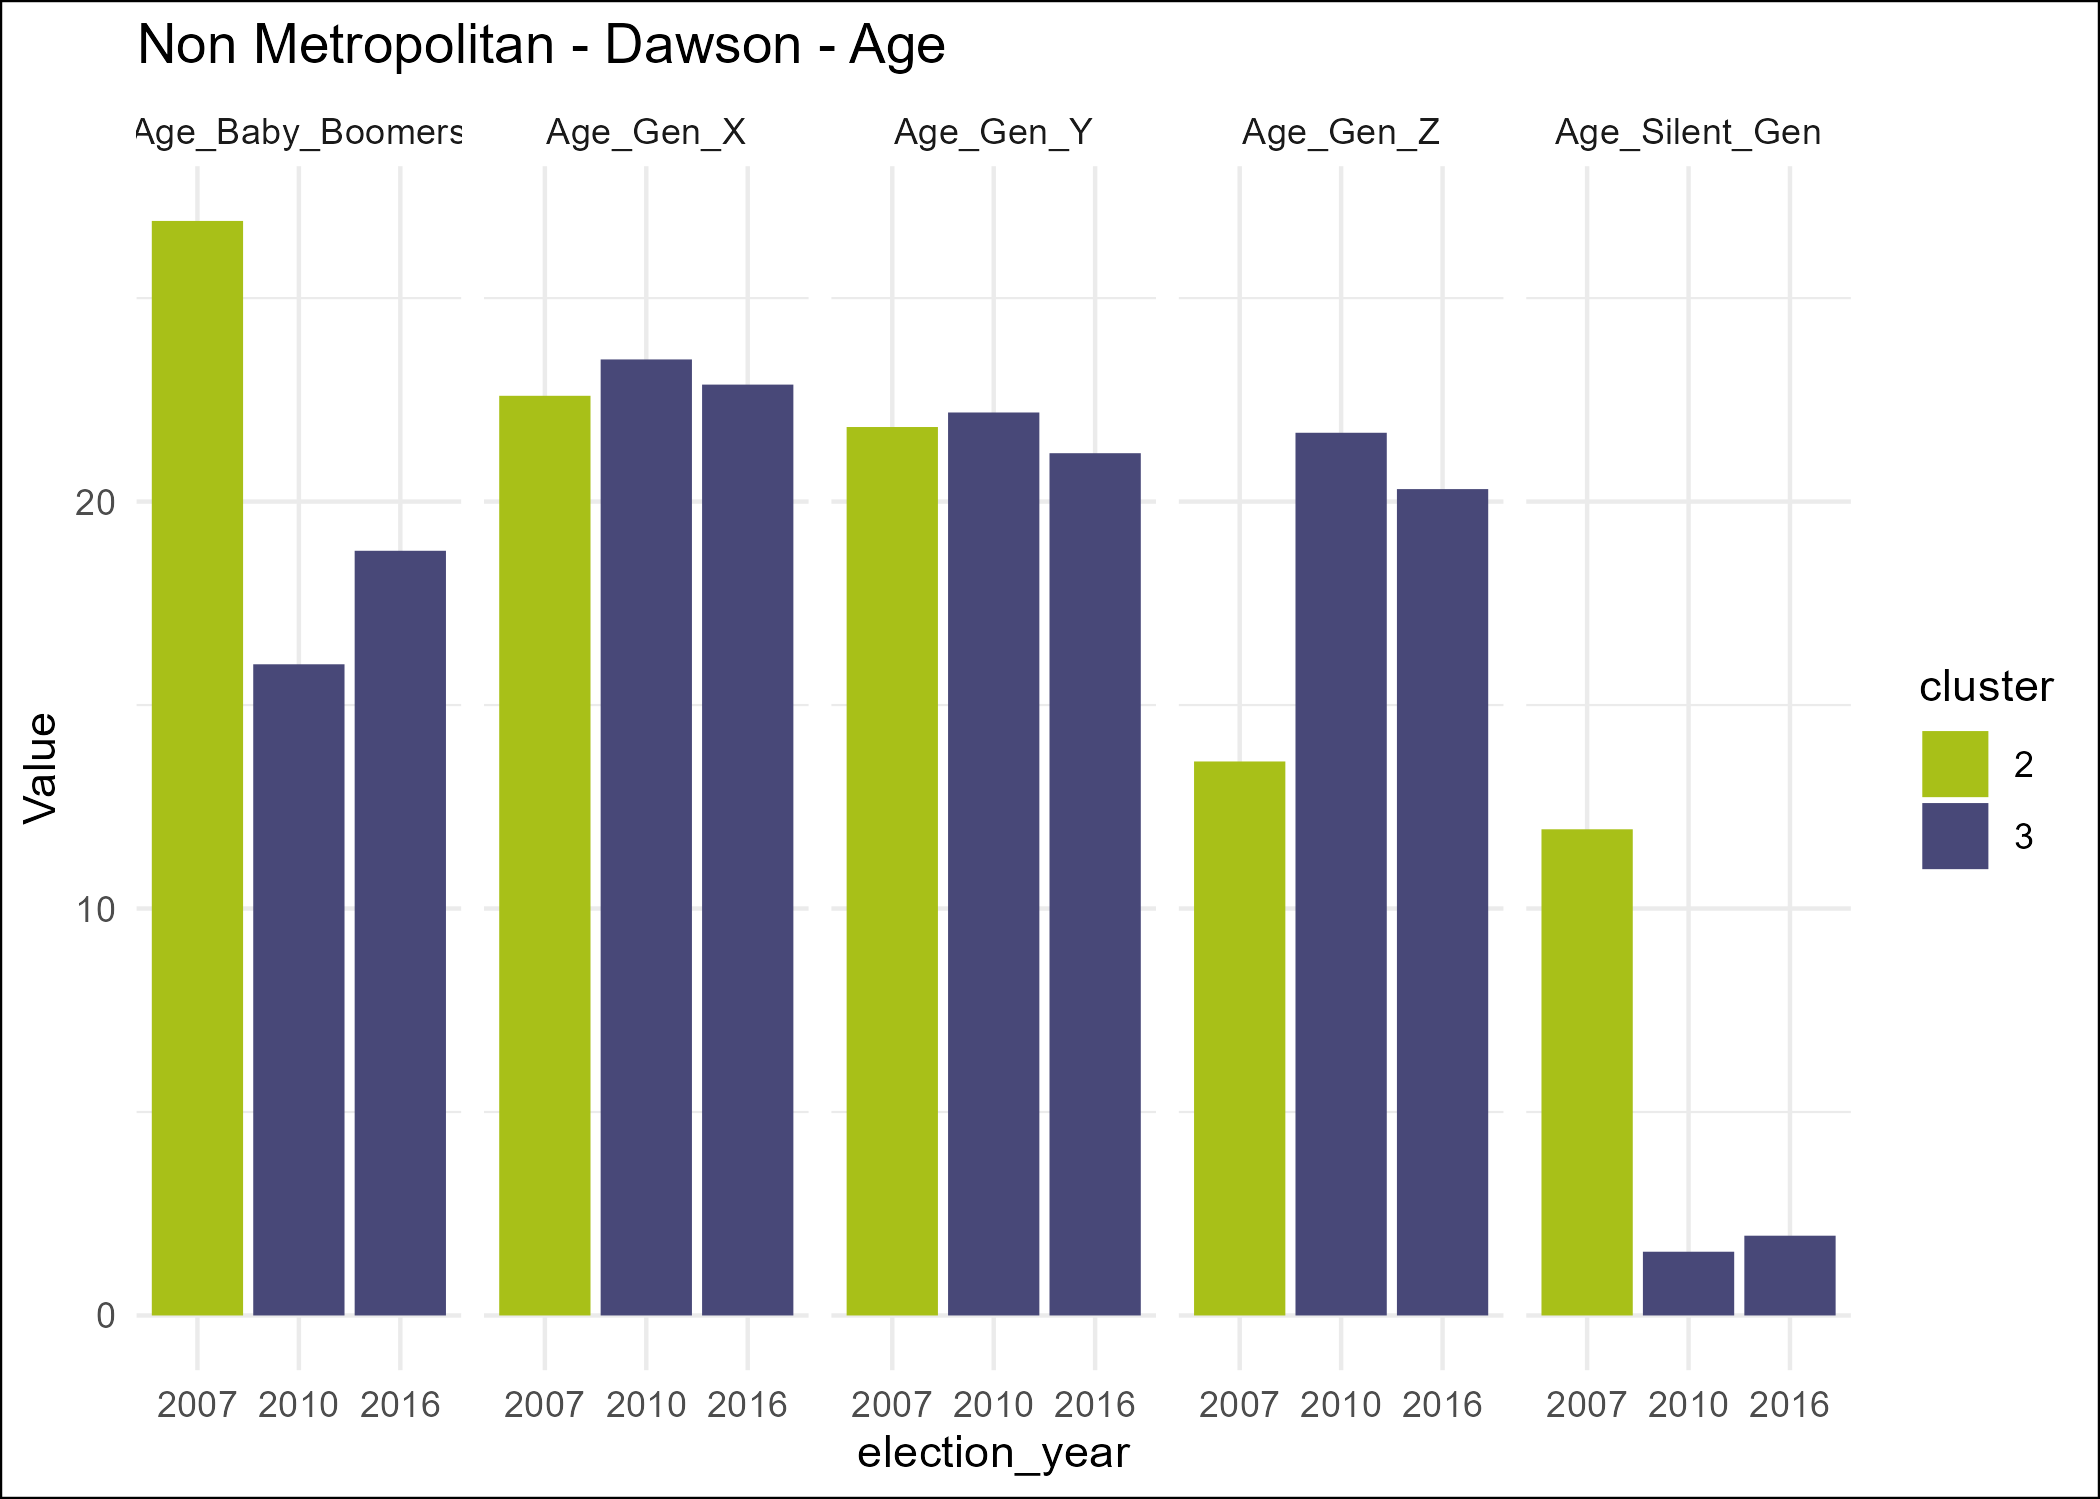 Non Metropolitan - Dawson - Age
Age_Baby_Boomers Age_Gen_X Age_Gen_Y Age_Gen_Z Age_Silent_Gen
20
10
0
Value
2007 2010 2016 2007 2010 2016 2007 2010 2016 2007 2010 2016 2007 2010 2016
election_year
cluster
2
3